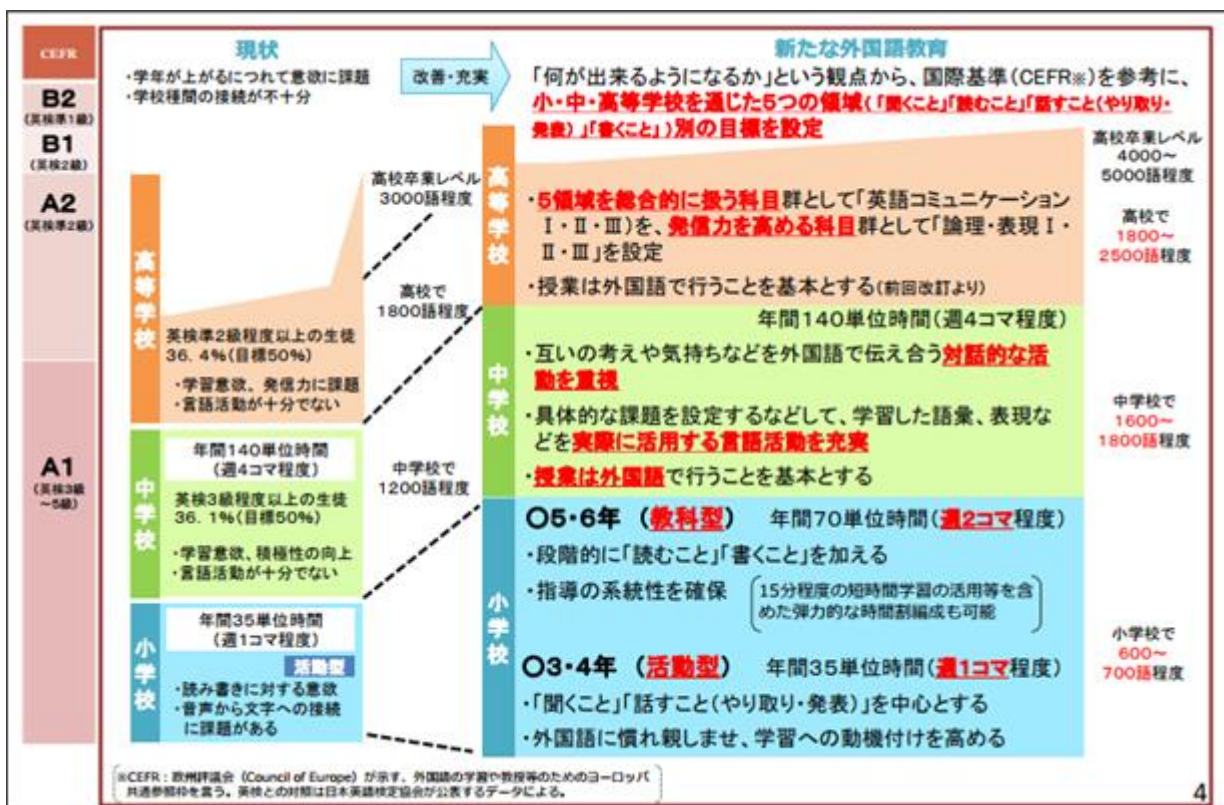 CEFR
B2
(英検準1級)
B1
(英検2級)
A2
(英検準2級)
A1
(英検3級
～5級)
現状
・学年が上がるにつれて意欲に課題
・学校種間の接続が不十分
改善・充実
新たな外国語教育
「何が出来るようになるか」という観点から、国際基準(CEFR※)を参考に、
小・中・高等学校を通じた5つの領域(「聞くこと」「読むこと」「話すこと(やり取り・
発表)」「書くこと」)別の目標を設定
高等学校
英検準2級程度以上の生徒
36.4%(目標50%)
・学習意欲、発信力に課題
・言語活動が十分でない
中学校
年間140単位時間
(週4コマ程度)
英検3級程度以上の生徒
36.1%(目標50%)
・学習意欲、積極性の向上
・言語活動が十分でない
小学校
年間35単位時間
(週1コマ程度)
活動型
・読み書きに対する意欲
・音声から文字への接続
に課題がある
高校卒業レベル
3000語程度
高校で
1800語程度
中学校で
1200語程度
高等学校
・5領域を総合的に扱う科目群として「英語コミュニケーション
Ⅰ・Ⅱ・Ⅲ)を、発信力を高める科目群として「論理・表現Ⅰ・
Ⅱ・Ⅲ」を設定
・授業は外国語で行うことを基本とする(前回改訂より)
中学校
年間140単位時間(週4コマ程度)
・互いの考えや気持ちなどを外国語で伝え合う対話的な活
動を重視
・具体的な課題を設定するなどして、学習した語彙、表現な
どを実際に活用する言語活動を充実
・授業は外国語で行うことを基本とする
小学校
〇5・6年 (教科型) 年間70単位時間(週2コマ程度)
・段階的に「読むこと」「書くこと」を加える
・指導の系統性を確保
15分程度の短時間学習の活用等を含
めた弾力的な時間割編成も可能
〇3・4年 (活動型) 年間35単位時間(週1コマ程度)
・「聞くこと」「話すこと(やり取り・発表)」を中心とする
・外国語に慣れ親しませ、学習への動機付けを高める
高校卒業レベル
4000～
5000語程度
高校で
1800～
2500語程度
中学校で
1600～
1800語程度
小学校で
600～
700語程度
※CEFR：欧州評議会 (Council of Europe) が示す、外国語の学習や教授等のためのヨーロッパ
共通参照枠を言う。英検との対照は日本英語検定協会が公表するデータによる。
4